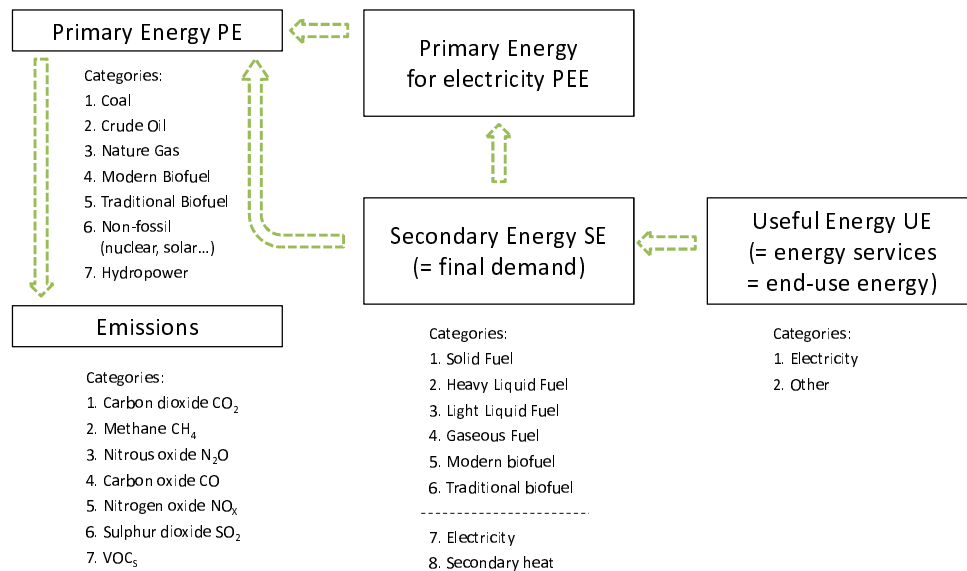 Primary Energy PE
Categories:
1. Coal
2. Crude Oil
3. Nature Gas
4. Modern Biofuel
5. Traditional Biofuel
6. Non-fossil
(nuclear, solar...)
7. Hydropower
Emissions
Categories:
1. Carbon dioxide CO₂
2. Methane CH₄
3. Nitrous oxide N₂O
4. Carbon oxide CO
5. Nitrogen oxide NOₓ
6. Sulphur dioxide SO₂
7. VOCₛ
Primary Energy
for electricity PEE
Secondary Energy SE
(= final demand)
Categories:
1. Solid Fuel
2. Heavy Liquid Fuel
3. Light Liquid Fuel
4. Gaseous Fuel
5. Modern biofuel
6. Traditional biofuel
7. Electricity
8. Secondary heat
Useful Energy UE
(= energy services
= end-use energy)
Categories:
1. Electricity
2. Other